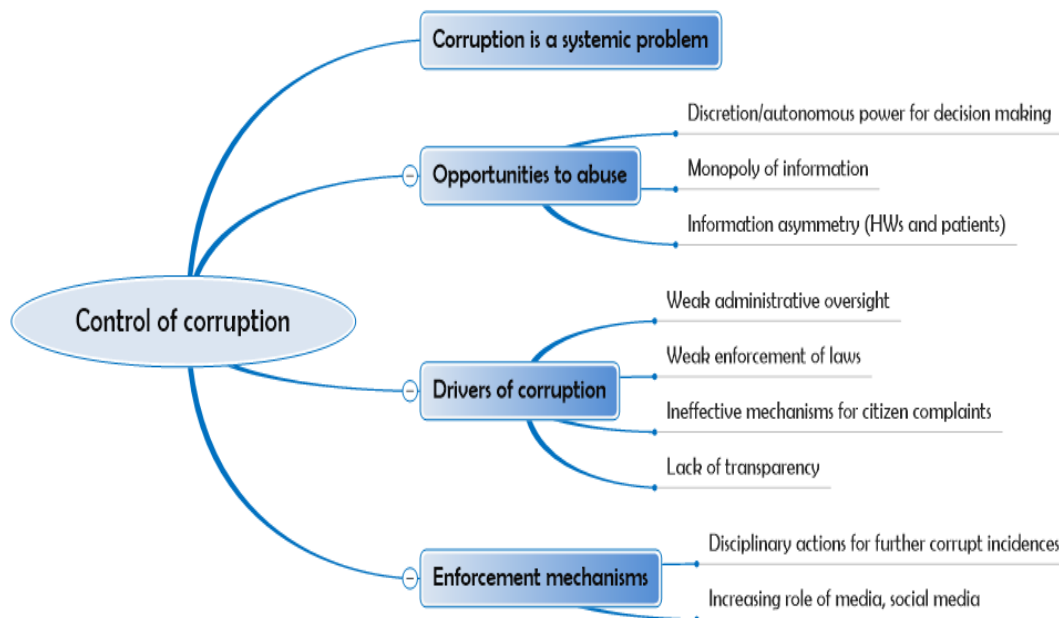 Corruption is a systemic problem
Discretion/autonomous power for decision making
Opportunities to abuse
Monopoly of information
Information asymmetry (HWs and patients)
Control of corruption
Weak administrative oversight
Weak enforcement of laws
Drivers of corruption
Ineffective mechanisms for citizen complaints
Lack of transparency
Disciplinary actions for further corrupt incidences
Enforcement mechanisms
Increasing role of media, social media